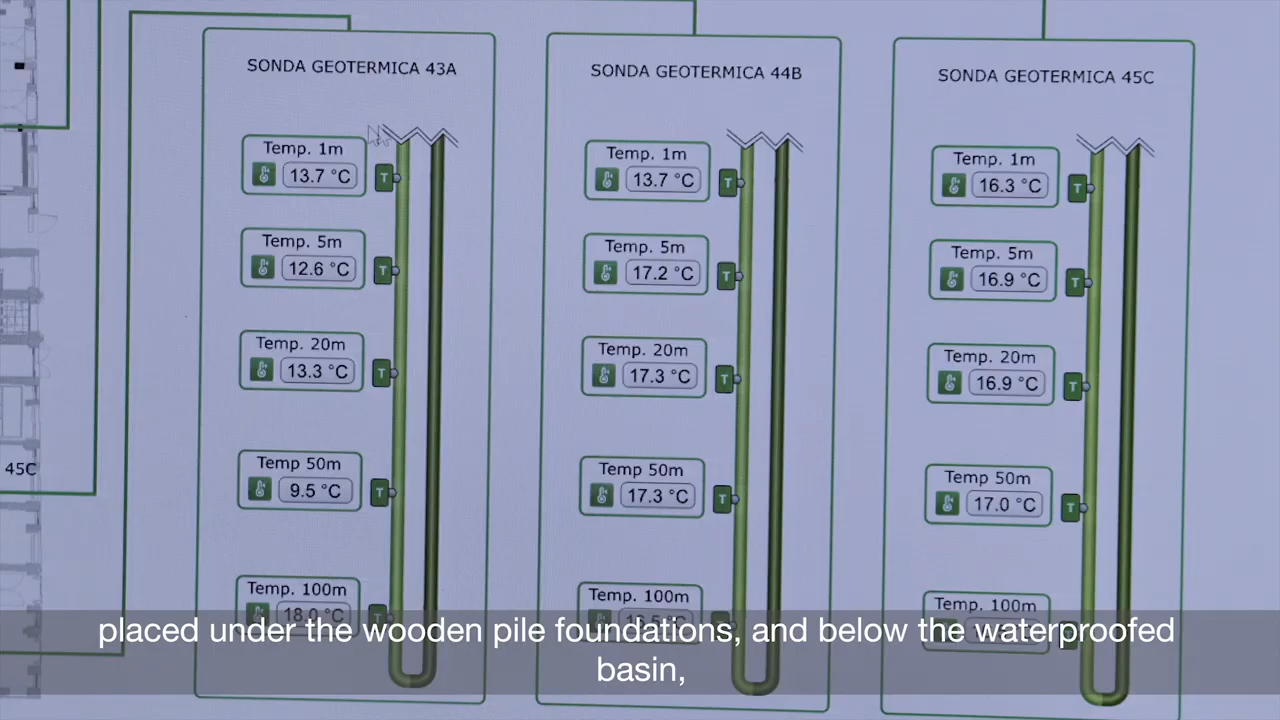 SONDA GEOTERMICA 43A
Temp. 1m
13.7 °C
T
Temp. 5m
12.6 °C
T
Temp. 20m
13.3 °C
T
Temp 50m
9.5 °C
T
Temp. 100m
18.0 °C
T
SONDA GEOTERMICA 44B
Temp. 1m
13.7 °C
T
Temp. 5m
17.2 °C
T
Temp. 20m
17.3 °C
T
Temp 50m
17.3 °C
T
Temp. 100m
SONDA GEOTERMICA 45C
Temp. 1m
16.3 °C
T
Temp. 5m
16.9 °C
T
Temp. 20m
16.9 °C
T
Temp 50m
17.0 °C
T
Temp. 100m
45C
placed under the wooden pile foundations, and below the waterproofed
basin,